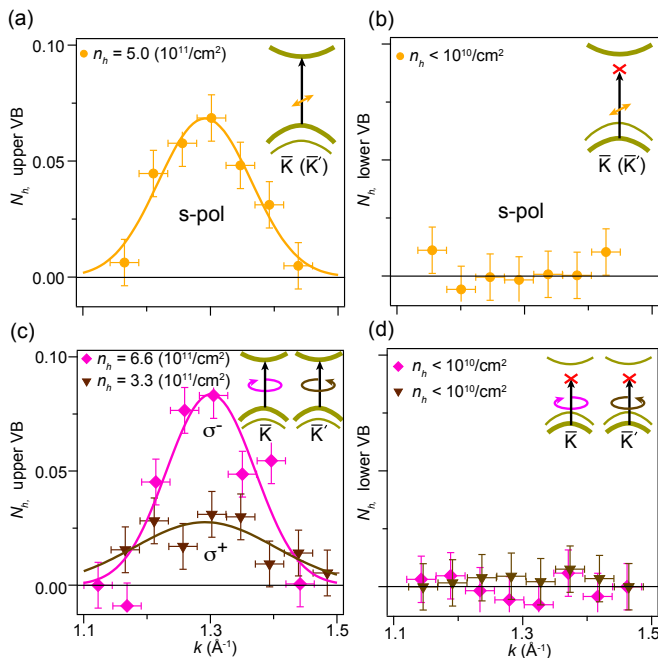 (a)
0.10
n_h = 5.0 (10^11/cm^2)
N_h, upper VB
0.05
s-pol
K̅ (K̅′)
0.00
(b)
n_h < 10^10/cm^2
N_h, lower VB
s-pol
K̅ (K̅′)
(c)
0.10
n_h = 6.6 (10^11/cm^2)
n_h = 3.3 (10^11/cm^2)
N_h, upper VB
K̅ K̅′
σ^-
0.05
σ^+
0.00
1.1 1.3 1.5
k (Å^-1)
(d)
n_h < 10^10/cm^2
n_h < 10^10/cm^2
N_h, lower VB
K̅ K̅′
1.1 1.3 1.5
k (Å^-1)